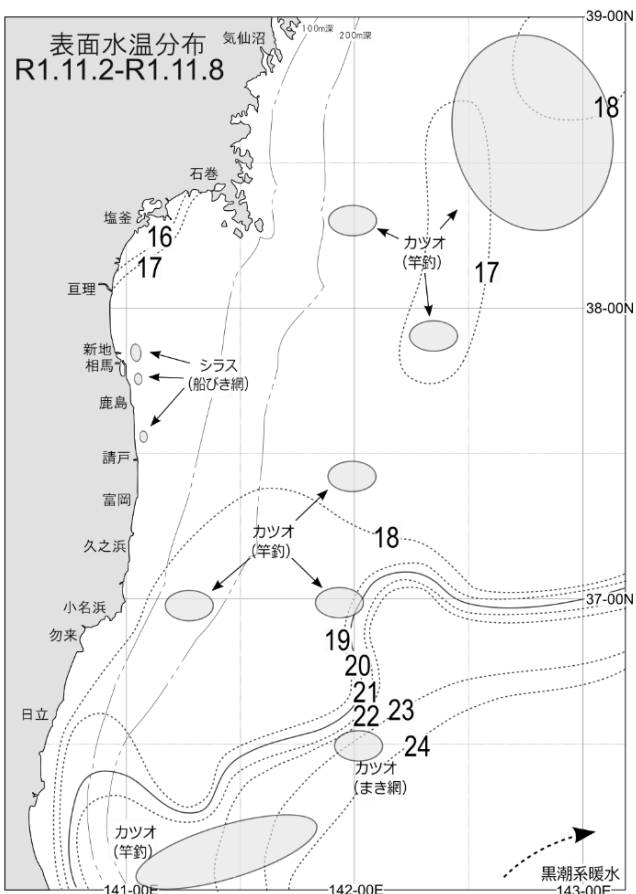 表面水温分布
R1.11.2-R1.11.8
気仙沼
100m深
200m深
39-00N
18
石巻
塩釜
16
17
カツオ
(竿釣)
17
亘理
38-00N
新地
相馬
シラス
(船びき網)
鹿島
請戸
富岡
カツオ
(竿釣)
18
久之浜
小名浜
37-00N
勿来
19
20
21
22
23
24
日立
カツオ
(まき網)
カツオ
(竿釣)
黒潮系暖水
141-00E
142-00E
143-00E